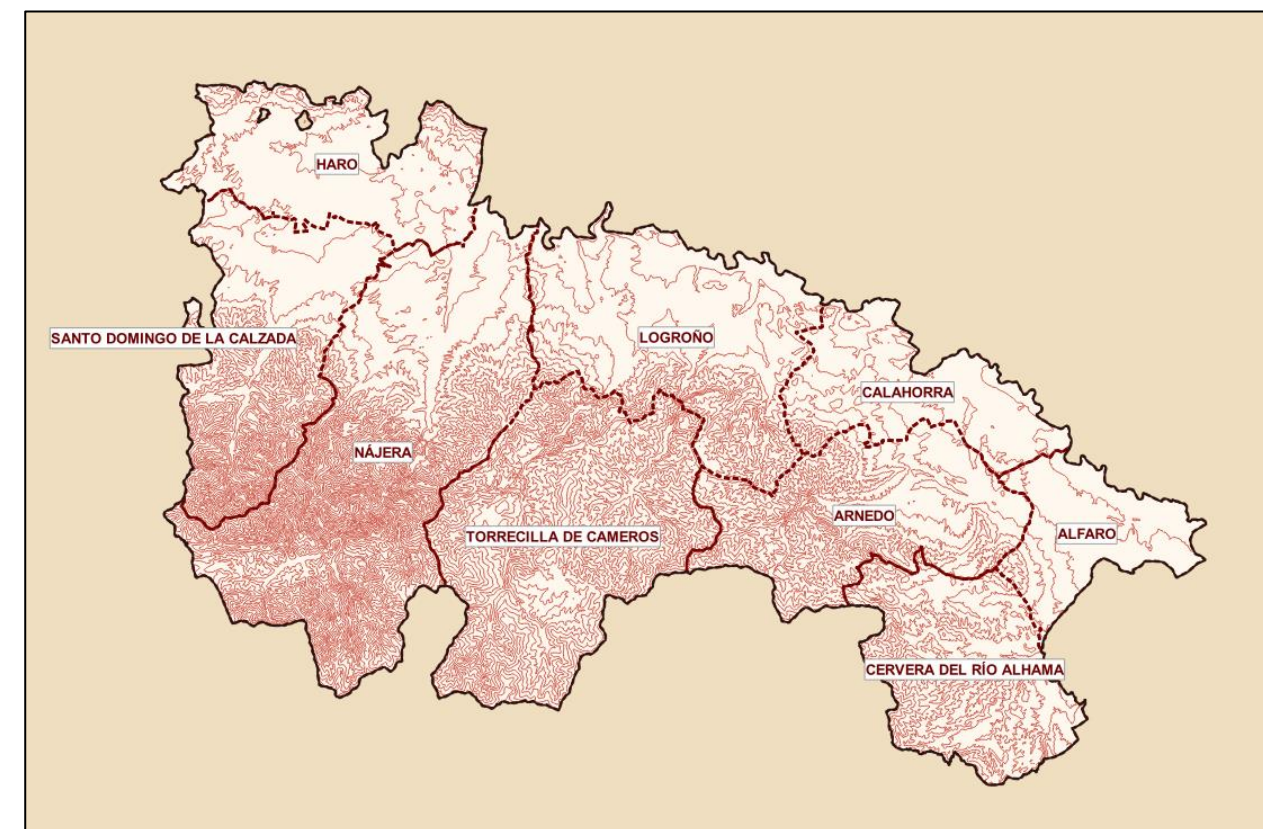 HARO
SANTO DOMINGO DE LA CALZADA
LOGROÑO
CALAHORRA
NÁJERA
ARNEDO
TORRECILLA DE CAMEROS
ALFARO
CERVERA DEL RÍO ALHAMA